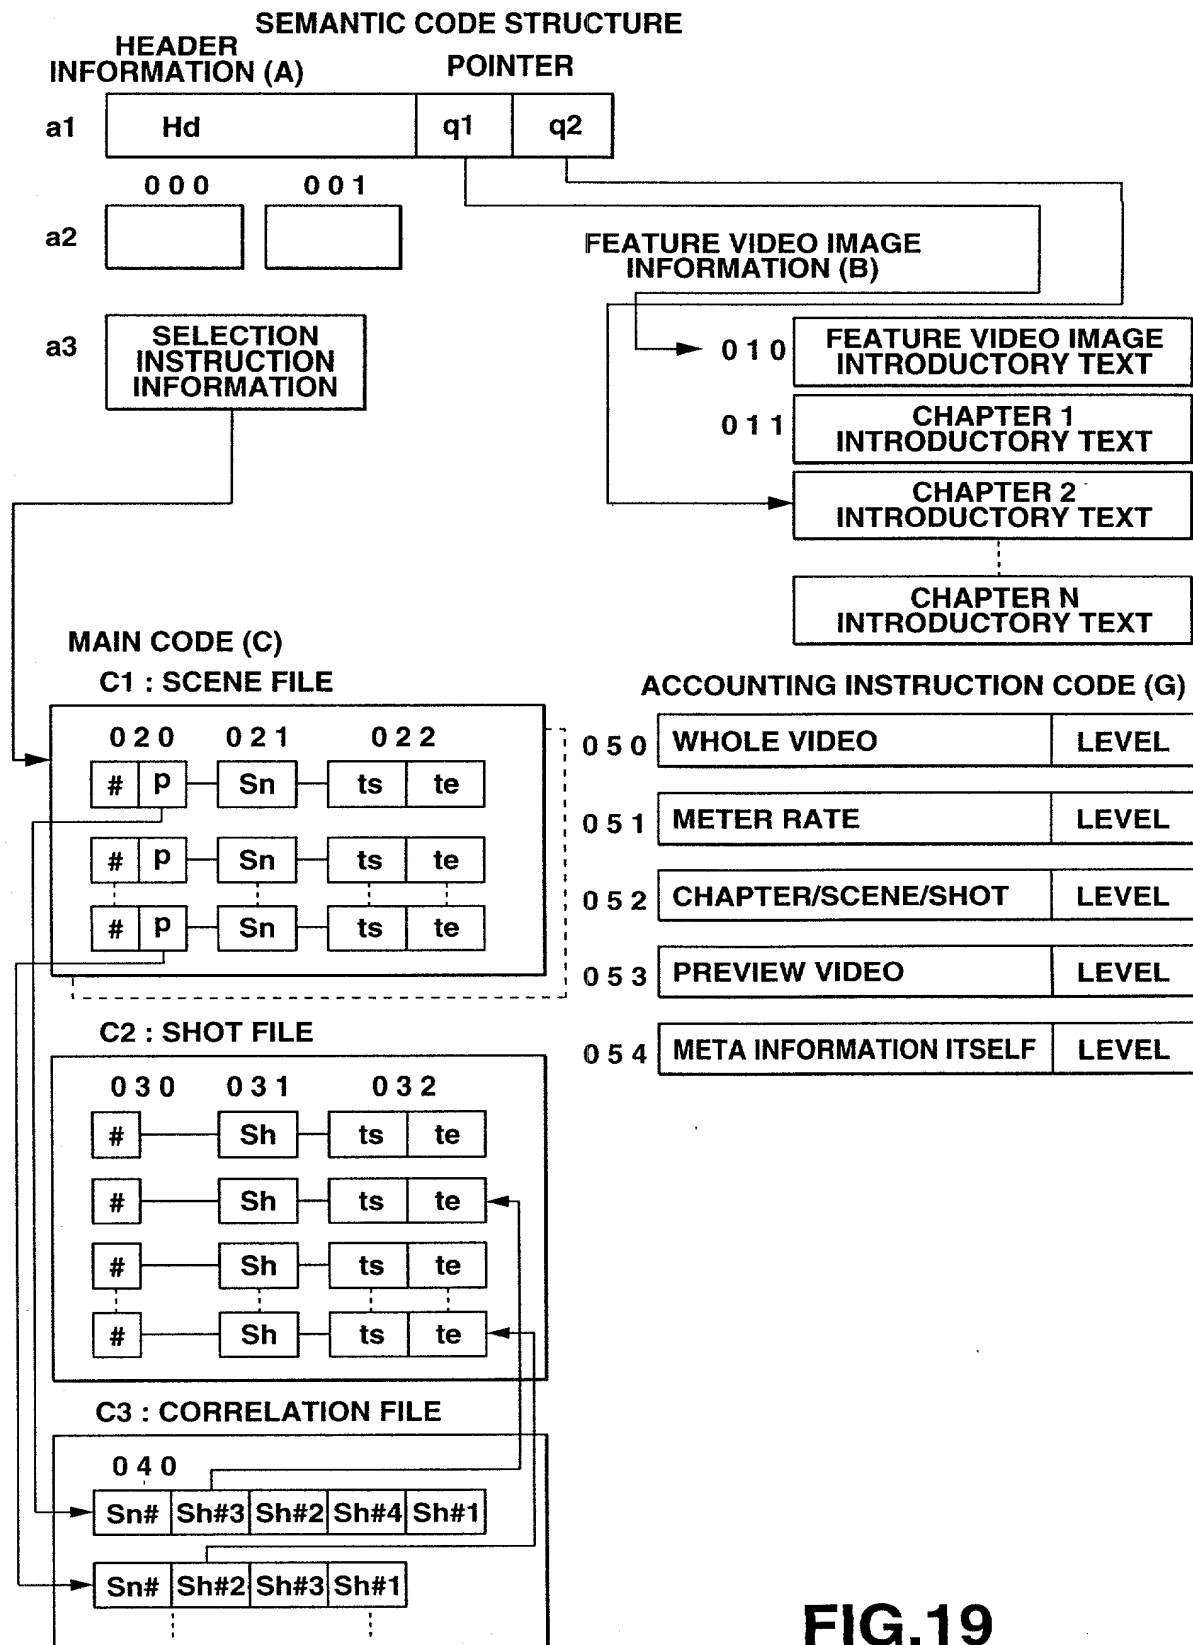 SEMANTIC CODE STRUCTURE
HEADER
INFORMATION (A)
POINTER
a1 Hd q1 q2
000 001
a2
FEATURE VIDEO IMAGE
INFORMATION (B)
a3 SELECTION
INSTRUCTION
INFORMATION
010 FEATURE VIDEO IMAGE
INTRODUCTORY TEXT
011 CHAPTER 1
INTRODUCTORY TEXT
CHAPTER 2
INTRODUCTORY TEXT
CHAPTER N
INTRODUCTORY TEXT
MAIN CODE (C)
C1 : SCENE FILE
020 021 022
# p Sn ts te
# p Sn ts te
# p Sn ts te
ACCOUNTING INSTRUCTION CODE (G)
050 WHOLE VIDEO LEVEL
051 METER RATE LEVEL
052 CHAPTER/SCENE/SHOT LEVEL
053 PREVIEW VIDEO LEVEL
054 META INFORMATION ITSELF LEVEL
C2 : SHOT FILE
030 031 032
# Sh ts te
# Sh ts te
# Sh ts te
# Sh ts te
C3 : CORRELATION FILE
040
Sn# Sh#3 Sh#2 Sh#4 Sh#1
Sn# Sh#2 Sh#3 Sh#1
FIG.19